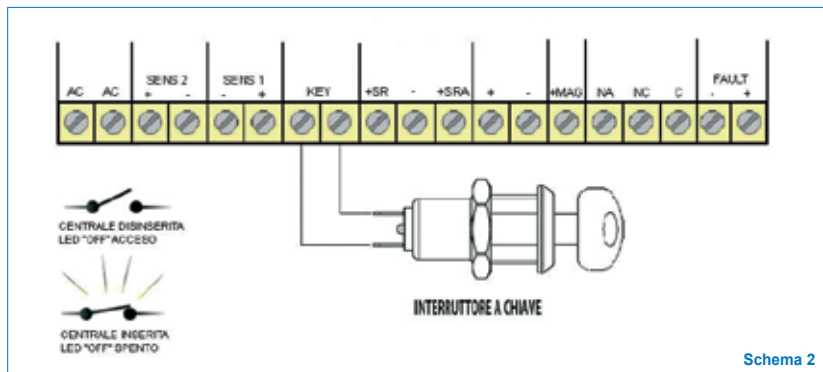 SENS 2 SENS 1 FAULT
AC AC + - - + KEY +SR - +SRA + - +MAG NA NC C - +
CENTRALE DISINSERITA
LED "OFF" ACCESO
CENTRALE INSERITA
LED "OFF" SPENTO
INTERRUTTORE A CHIAVE
Schema 2